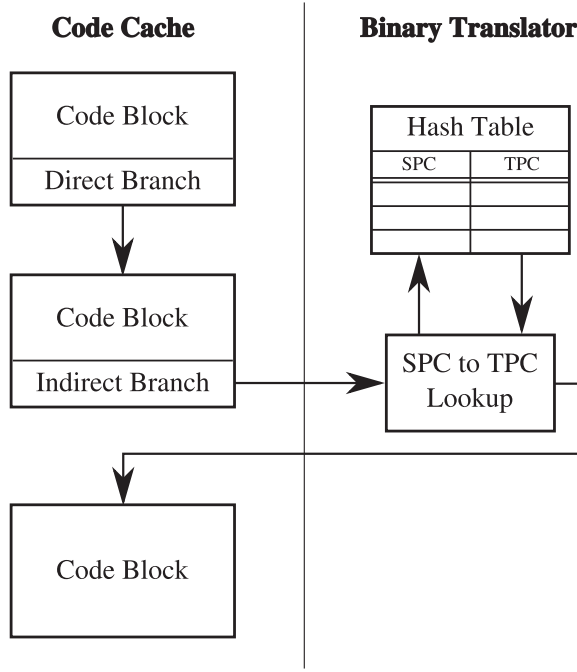 Code Cache
Code Block
Direct Branch
Code Block
Indirect Branch
Code Block
Binary Translator
Hash Table
SPC TPC
SPC to TPC
Lookup